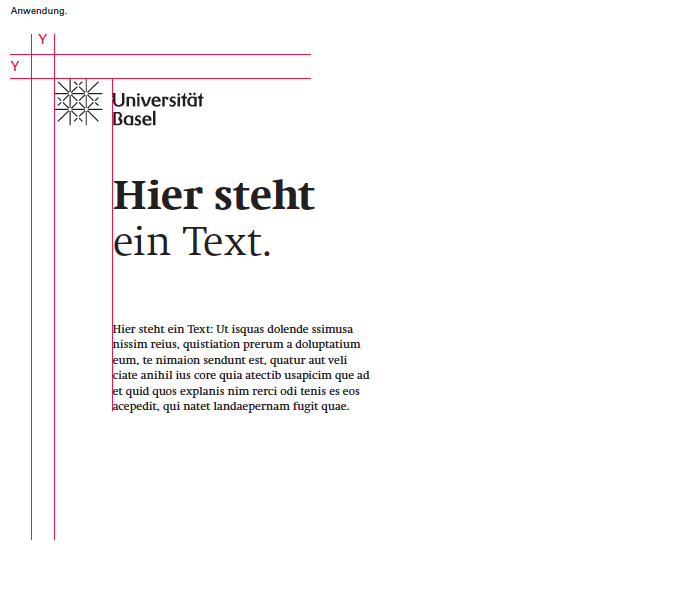 Anwendung.
Y
Y
Universität
Basel
Hier steht
ein Text.
Hier steht ein Text: Ut isquas dolende ssimusa
nissim reius, quistiation prerum a doluptatium
eum, te nimaion sendunt est, quatur aut veli
ciate anihil ius core quia atectib usapicim que ad
et quid quos explanis nim rerci odi tenis es eos
acepedit, qui natet landaepernam fugit quae.